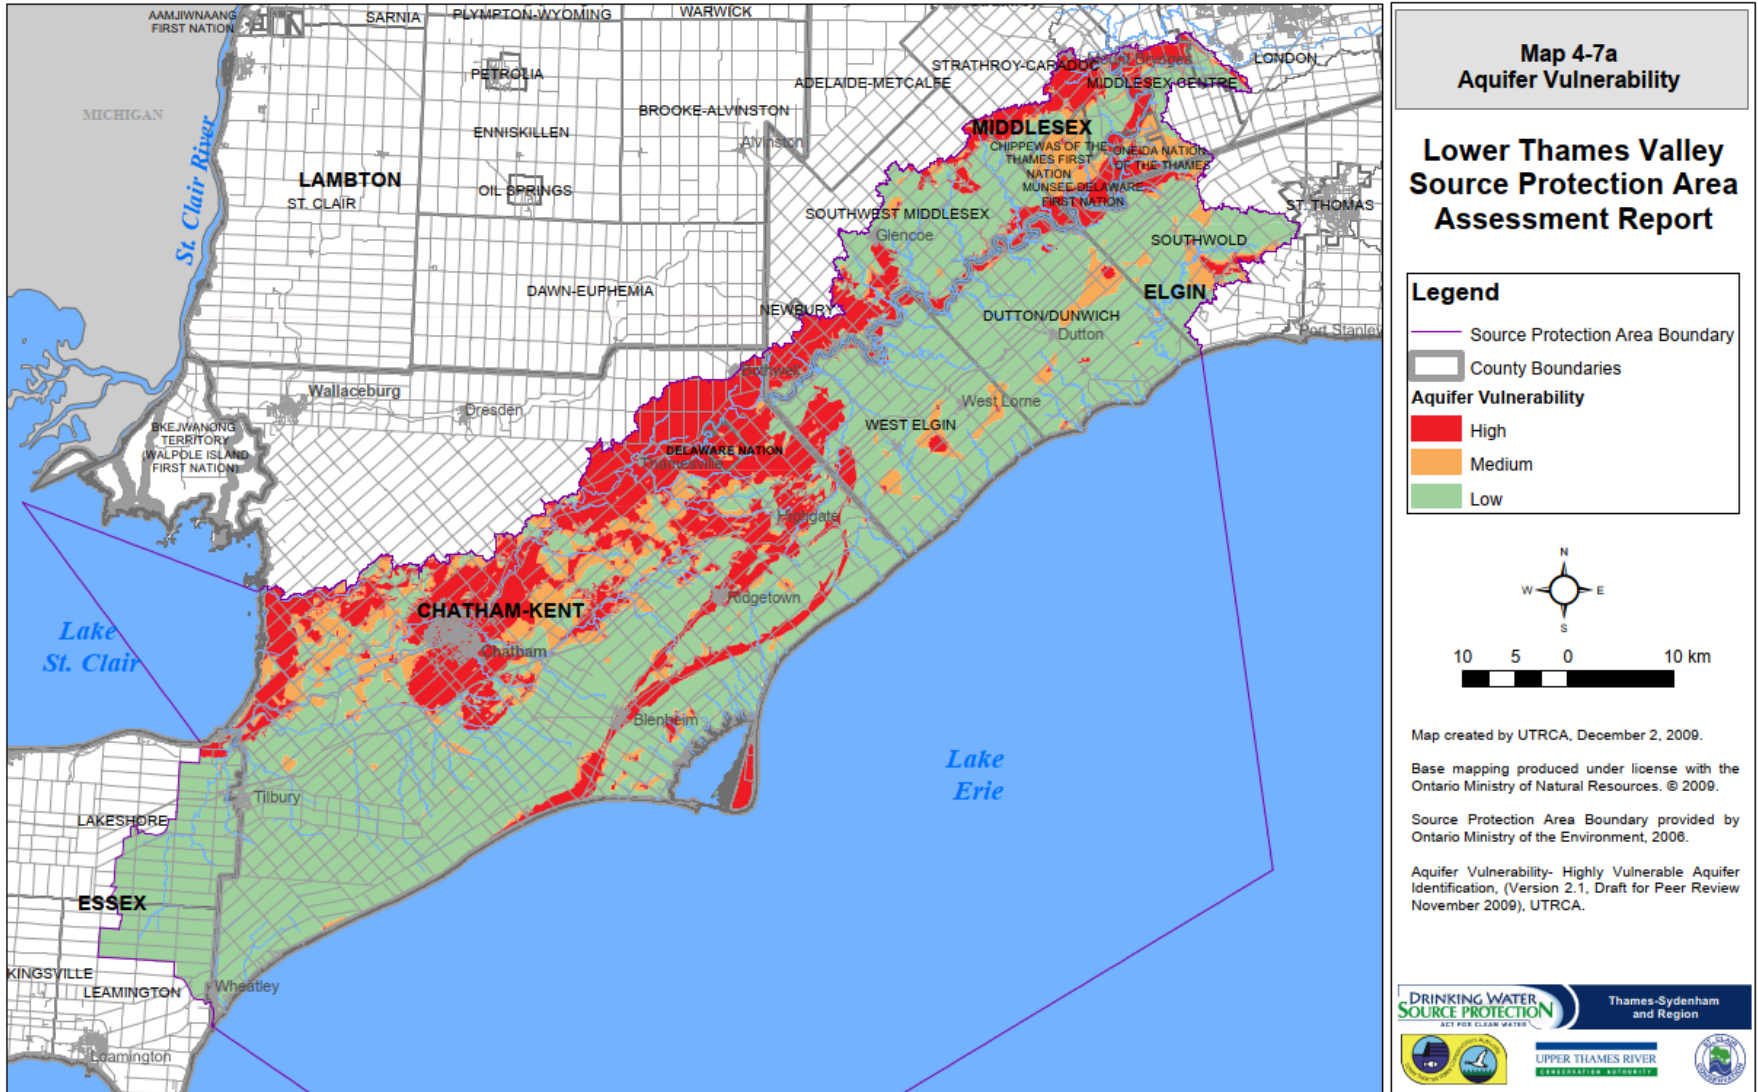 AAMJIWNAANG
FIRST NATION
SARNIA
PLYMPTON-WYOMING
WARWICK
MICHIGAN
PETROLIA
ADELAIDE-METCALFE
STRATHROY-CARADOC
LONDON
MIDDLESEX CENTRE
BROOKE-ALVINSTON
ENNISKILLEN
Alvinston
MIDDLESEX
CHIPPEWAS OF THE
THAMES FIRST
NATION
ONEIDA NATION
OF THE THAMES
MUNSEE-DELAWARE
FIRST NATION
St. Clair River
LAMBTON
ST. CLAIR
OIL SPRINGS
SOUTHWEST MIDDLESEX
Glencoe
ST. THOMAS
SOUTHWOLD
DAWN-EUPHEMIA
NEWBURY
ELGIN
DUTTON/DUNWICH
Dutton
Port Stanley
Bothwell
Wallaceburg
Dresden
West Lorne
WEST ELGIN
BKEJWANONG
TERRITORY
(WALPOLE ISLAND
FIRST NATION)
DELAWARE NATION
Thamesville
Highgate
Ridgetown
CHATHAM-KENT
Chatham
Lake
St. Clair
Blenheim
Lake
Erie
Tilbury
LAKESHORE
ESSEX
KINGSVILLE
LEAMINGTON
Wheatley
Leamington
Map 4-7a
Aquifer Vulnerability
Lower Thames Valley
Source Protection Area
Assessment Report
Legend
Source Protection Area Boundary
County Boundaries
Aquifer Vulnerability
High
Medium
Low
N
W E
S
10 5 0 10 km
Map created by UTRCA, December 2, 2009.
Base mapping produced under license with the
Ontario Ministry of Natural Resources. © 2009.
Source Protection Area Boundary provided by
Ontario Ministry of the Environment, 2006.
Aquifer Vulnerability- Highly Vulnerable Aquifer
Identification, (Version 2.1, Draft for Peer Review
November 2009), UTRCA.
DRINKING WATER
SOURCE PROTECTION
ACT FOR CLEAN WATER
Thames-Sydenham
and Region
UPPER THAMES RIVER
CONSERVATION AUTHORITY
ST. CLAIR
CONSERVATION